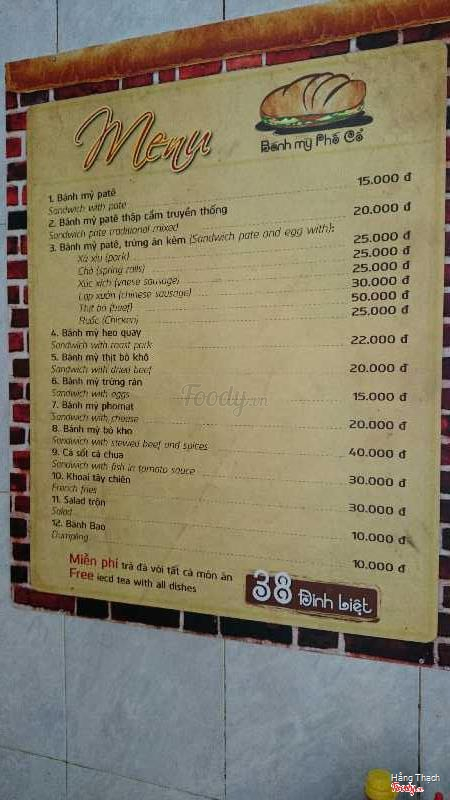 Menu
Bánh mỳ Phố Cổ
1. Bánh mỳ patê 15.000 đ
Sandwich with pate
2. Bánh mỳ patê thập cẩm truyền thống 20.000 đ
Sandwich pate traditional mixed
3. Bánh mỳ patê, trứng ăn kèm (Sandwich pate and egg with):
Xá xíu (pork) 25.000 đ
Chả (spring rolls) 25.000 đ
Xúc xích (vnese sausage) 25.000 đ
Lạp xườn (chinese sausage) 30.000 đ
Thịt bò (beef) 50.000 đ
Ruốc (Chicken) 25.000 đ
4. Bánh mỳ heo quay 22.000 đ
Sandwich with roast pork
5. Bánh mỳ thịt bò khô 20.000 đ
Sandwich with dried beef
6. Bánh mỳ trứng rán 15.000 đ
Sandwich with eggs
7. Bánh mỳ phomat 20.000 đ
Sandwich with cheese
8. Bánh mỳ bò kho 40.000 đ
Sandwich with stewed beef and spices
9. Cá sốt cà chua 30.000 đ
Sandwich with fish in tomato sauce
10. Khoai tây chiên 30.000 đ
French fries
11. Salad trộn 10.000 đ
Salad
12. Bánh Bao 10.000 đ
Dumpling
Miễn phí trà đá với tất cả món ăn
Free iecd tea with all dishes
38 Đinh Liệt
Foody.vn
Hằng Thạch
Foody.vn